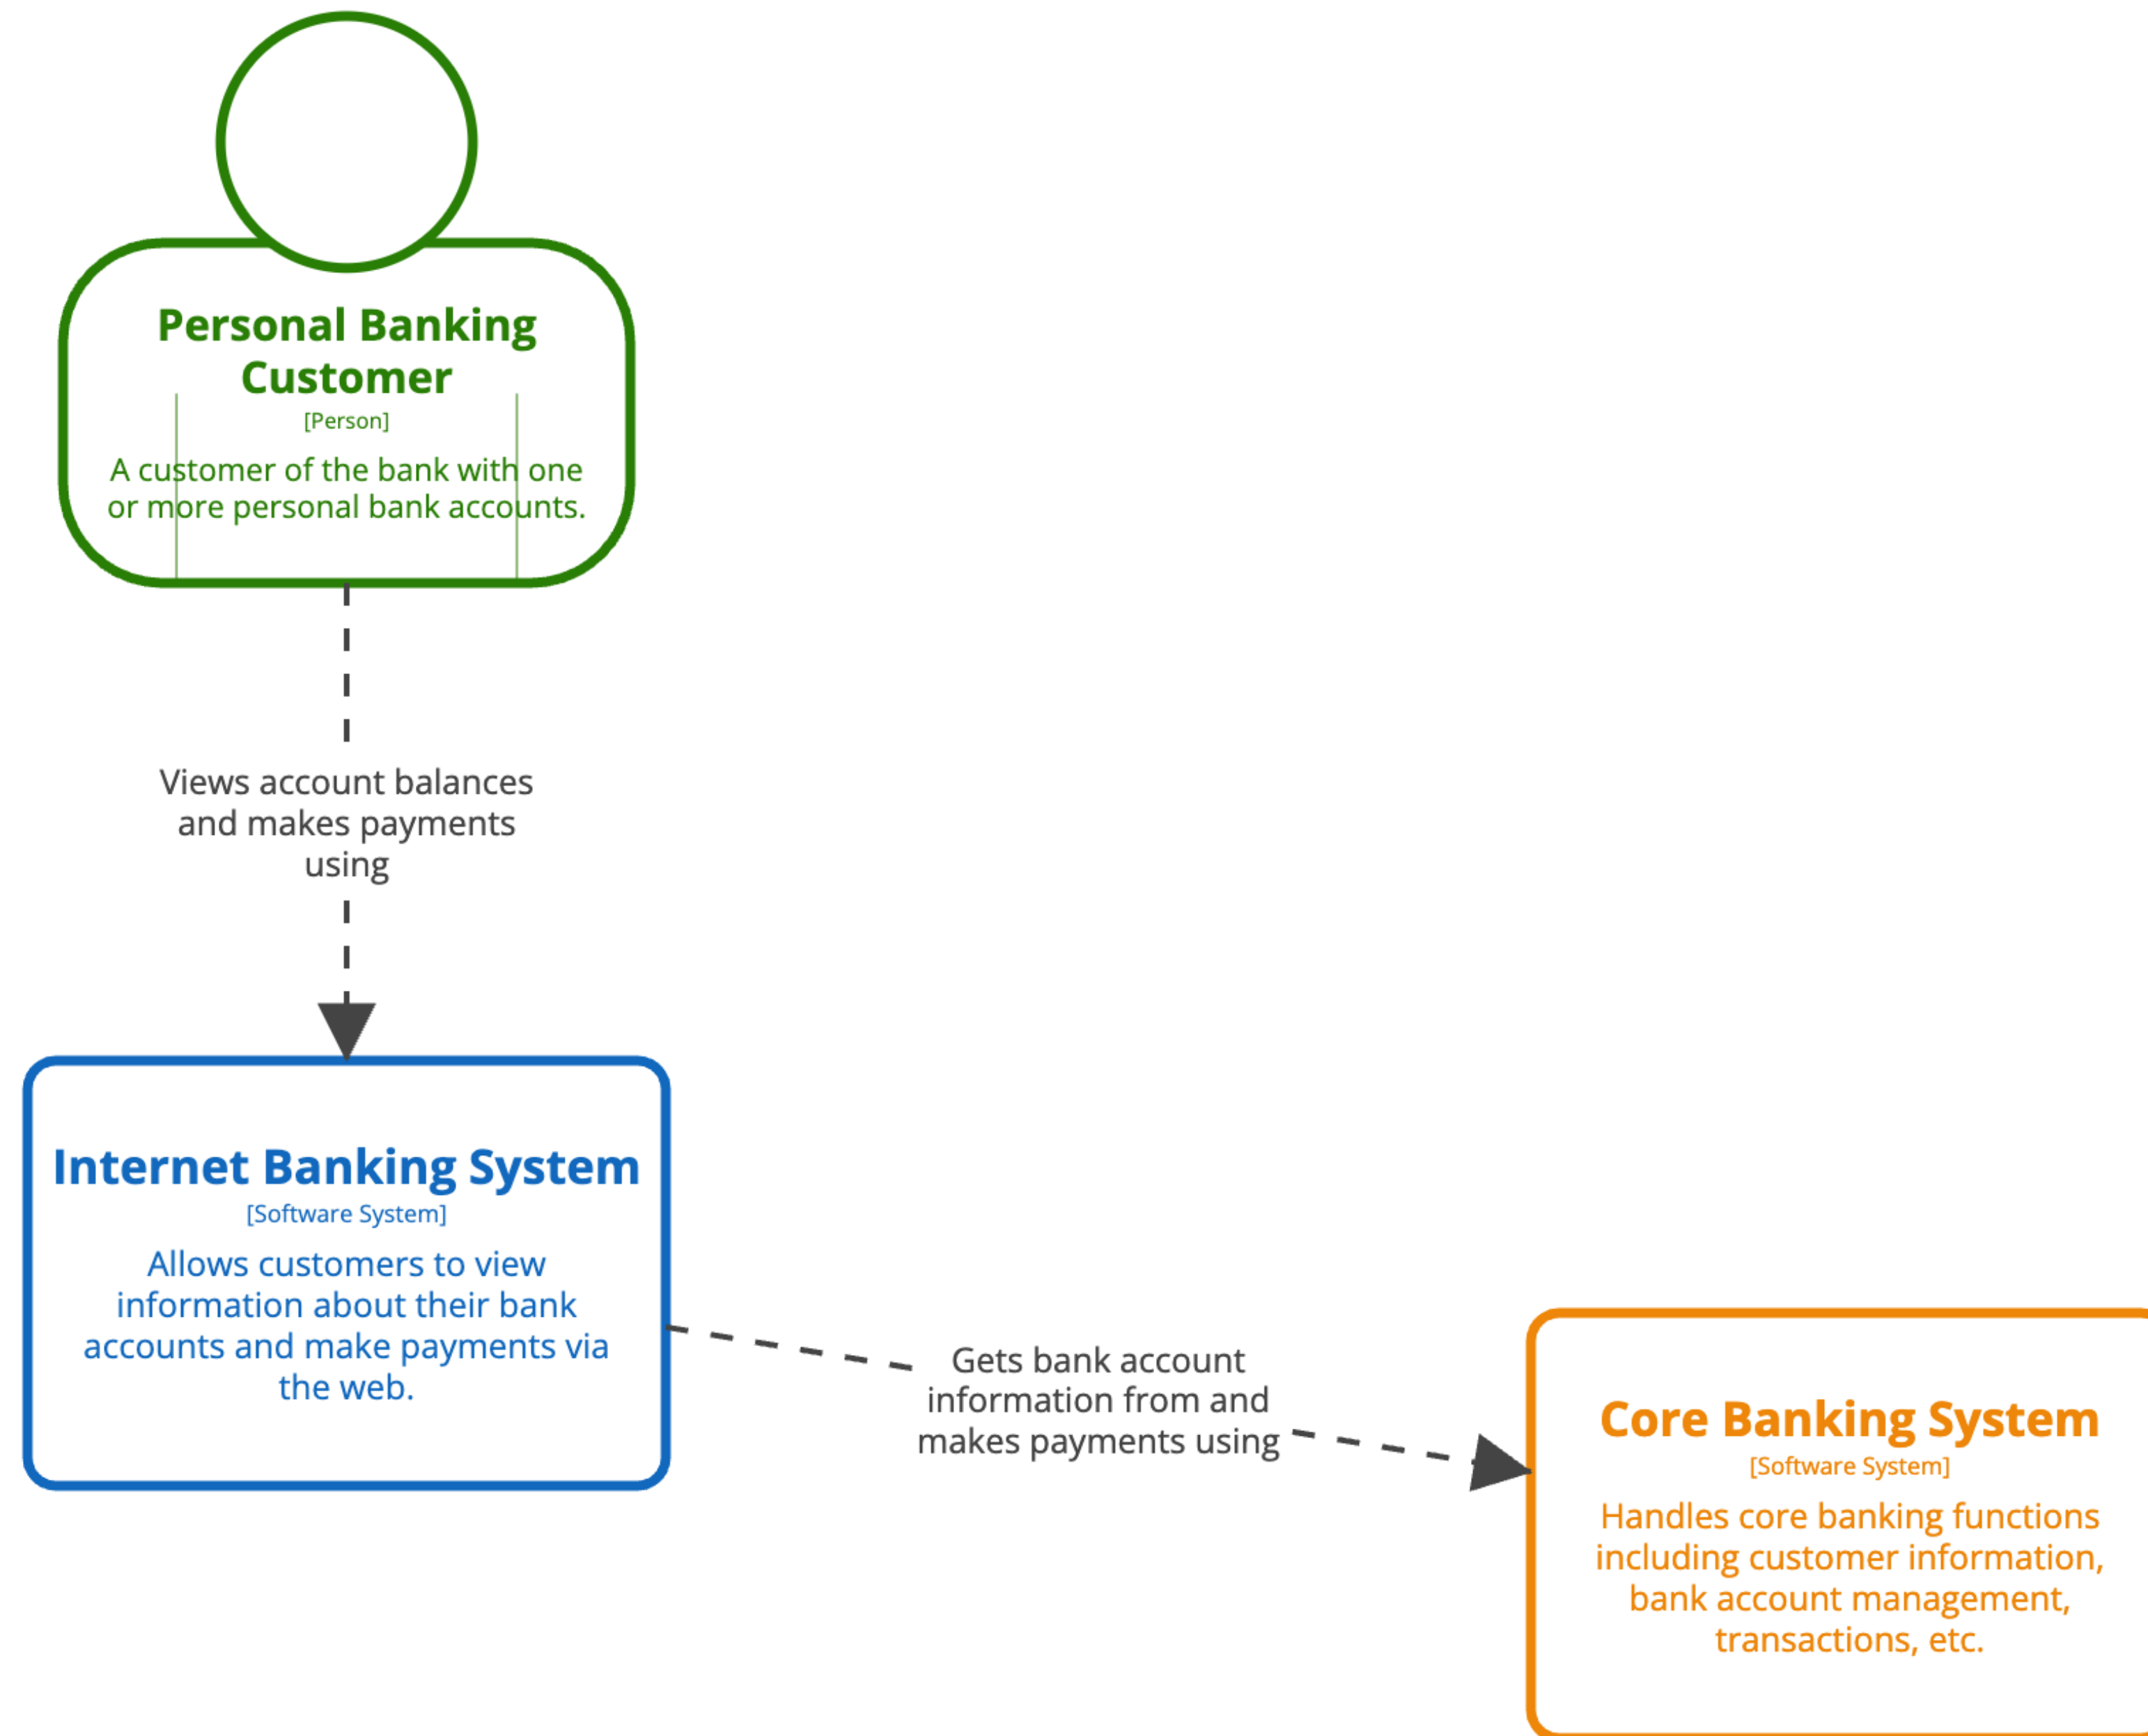 Personal Banking
Customer
[Person]
A customer of the bank with one
or more personal bank accounts.
Views account balances
and makes payments
using
Internet Banking System
[Software System]
Allows customers to view
information about their bank
accounts and make payments via
the web.
Gets bank account
information from and
makes payments using
Core Banking System
[Software System]
Handles core banking functions
including customer information,
bank account management,
transactions, etc.